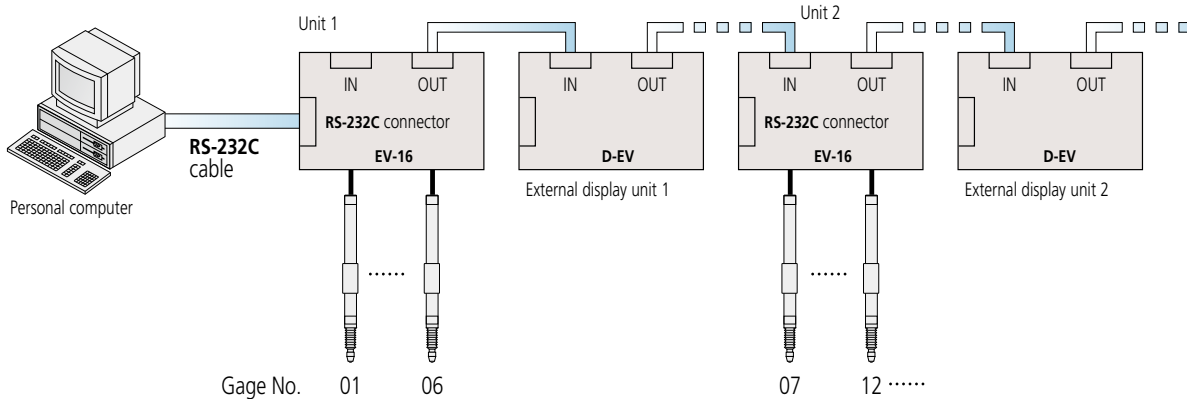 Unit 1
Unit 2
IN OUT
IN OUT
IN OUT
IN OUT
RS-232C connector
RS-232C connector
RS-232C
cable
EV-16
D-EV
EV-16
D-EV
Personal computer
External display unit 1
External display unit 2
Gage No. 01 06 07 12 ......
......
......